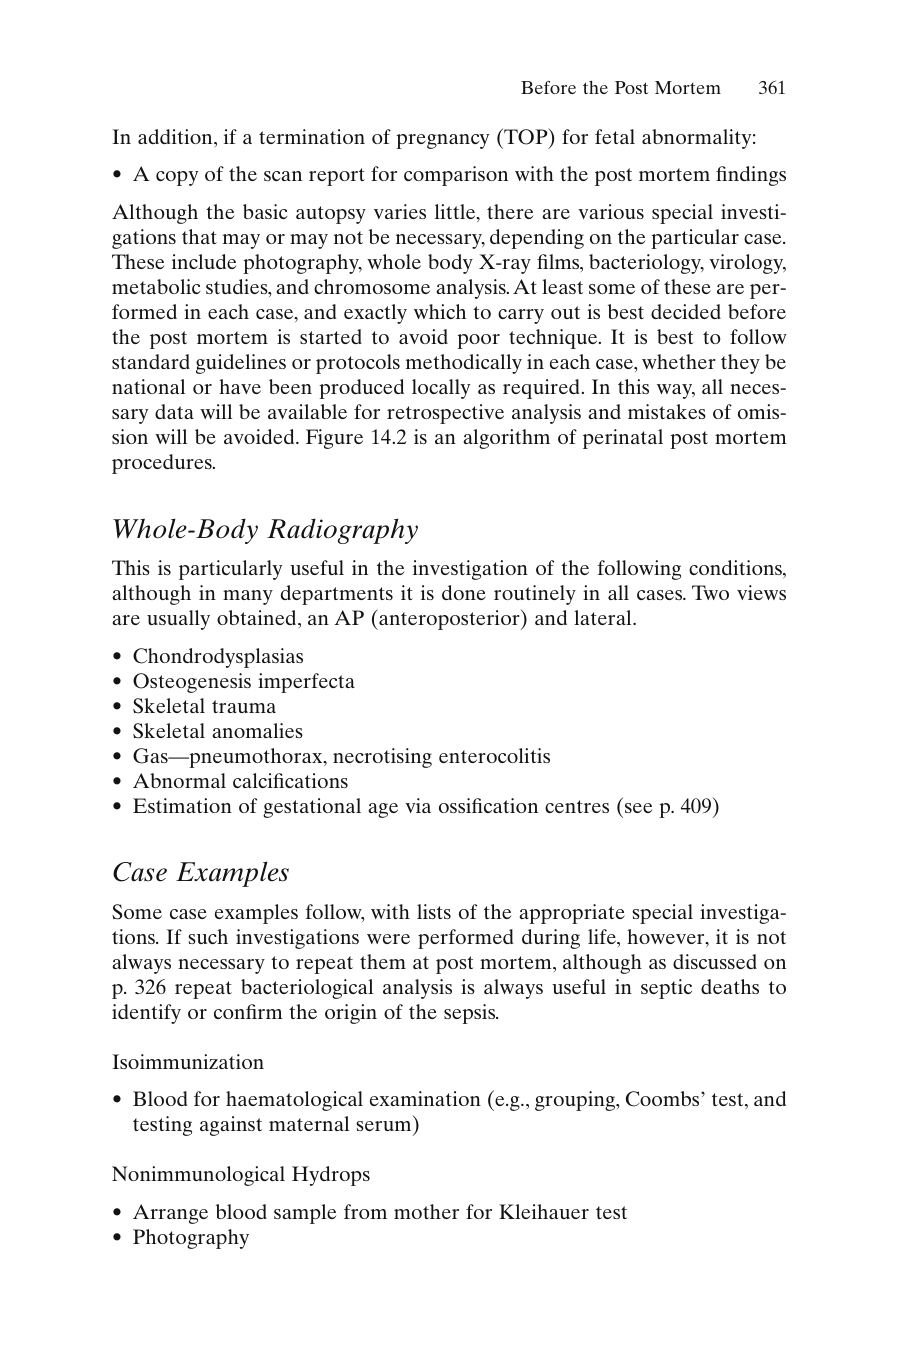 Before the Post Mortem 361
In addition, if a termination of pregnancy (TOP) for fetal abnormality:
• A copy of the scan report for comparison with the post mortem findings
Although the basic autopsy varies little, there are various special investi-
gations that may or may not be necessary, depending on the particular case.
These include photography, whole body X-ray films, bacteriology, virology,
metabolic studies, and chromosome analysis. At least some of these are per-
formed in each case, and exactly which to carry out is best decided before
the post mortem is started to avoid poor technique. It is best to follow
standard guidelines or protocols methodically in each case, whether they be
national or have been produced locally as required. In this way, all neces-
sary data will be available for retrospective analysis and mistakes of omis-
sion will be avoided. Figure 14.2 is an algorithm of perinatal post mortem
procedures.
Whole-Body Radiography
This is particularly useful in the investigation of the following conditions,
although in many departments it is done routinely in all cases. Two views
are usually obtained, an AP (anteroposterior) and lateral.
• Chondrodysplasias
• Osteogenesis imperfecta
• Skeletal trauma
• Skeletal anomalies
• Gas—pneumothorax, necrotising enterocolitis
• Abnormal calcifications
• Estimation of gestational age via ossification centres (see p. 409)
Case Examples
Some case examples follow, with lists of the appropriate special investiga-
tions. If such investigations were performed during life, however, it is not
always necessary to repeat them at post mortem, although as discussed on
p. 326 repeat bacteriological analysis is always useful in septic deaths to
identify or confirm the origin of the sepsis.
Isoimmunization
• Blood for haematological examination (e.g., grouping, Coombs’ test, and
testing against maternal serum)
Nonimmunological Hydrops
• Arrange blood sample from mother for Kleihauer test
• Photography